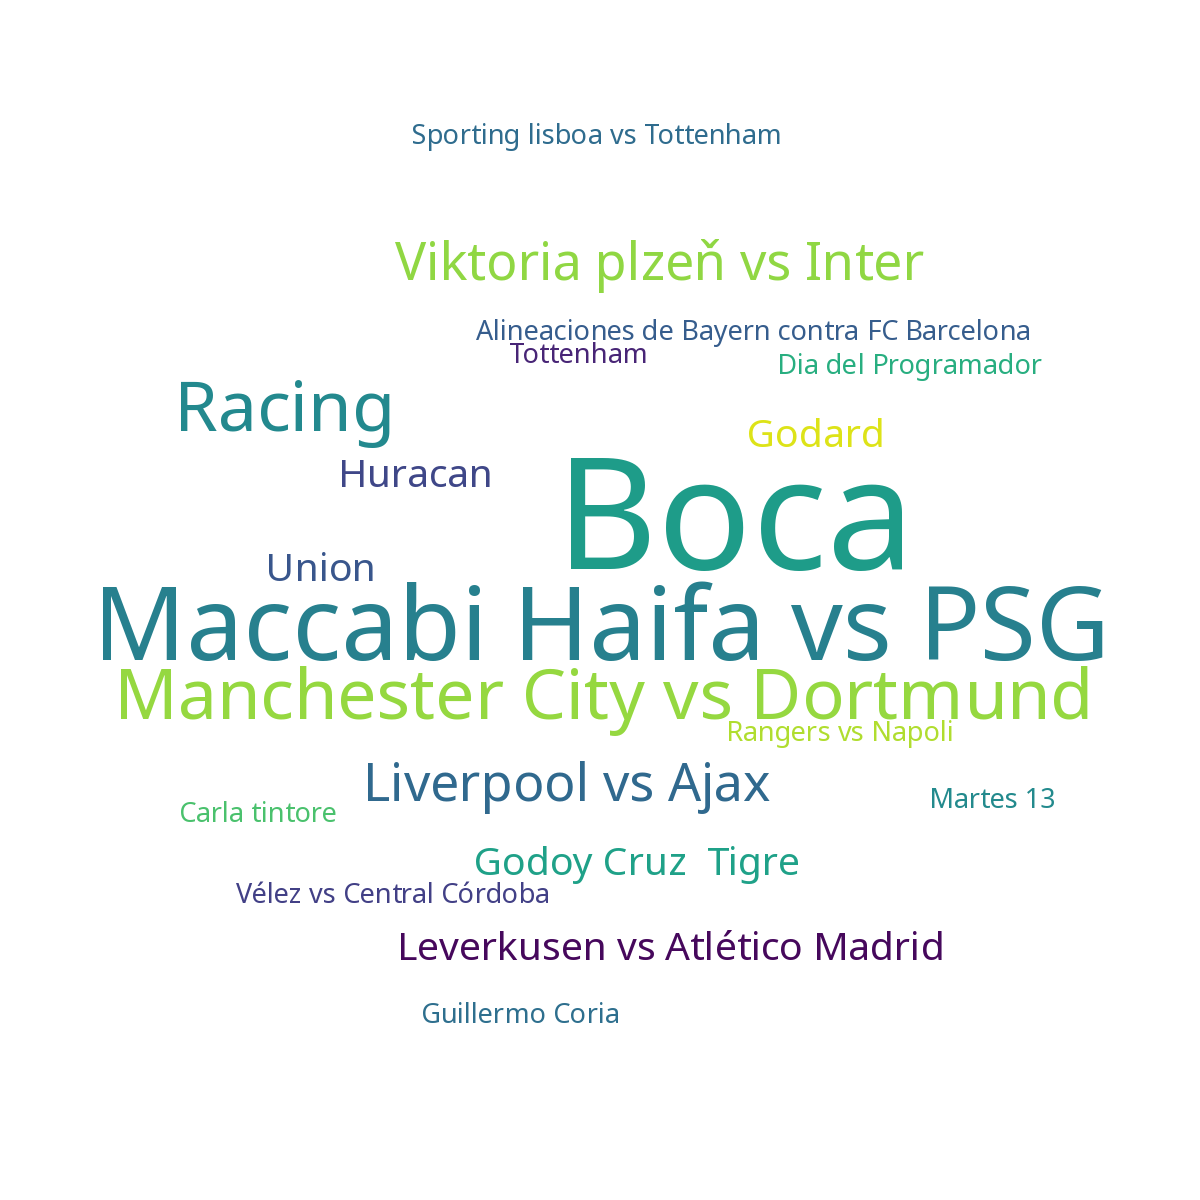 Sporting lisboa vs Tottenham
Viktoria plzeň vs Inter
Alineaciones de Bayern contra FC Barcelona
Tottenham
Dia del Programador
Racing
Godard
Huracan
Boca
Union
Maccabi Haifa vs PSG
Manchester City vs Dortmund
Rangers vs Napoli
Liverpool vs Ajax
Martes 13
Carla tintore
Godoy Cruz  Tigre
Vélez vs Central Córdoba
Leverkusen vs Atlético Madrid
Guillermo Coria